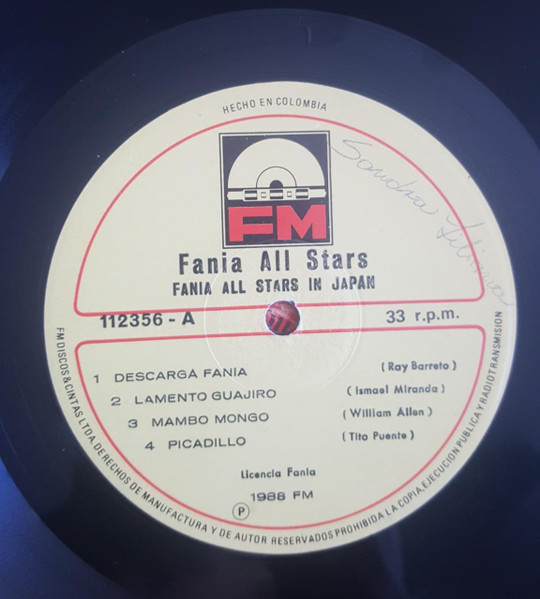 HECHO EN COLOMBIA
FM
Sandra Liliana
Fania All Stars
FANIA ALL STARS IN JAPAN
112356 - A
33 r.p.m.
1 DESCARGA FANIA (Ray Barreto)
2 LAMENTO GUAJIRO (Ismael Miranda)
3 MAMBO MONGO (William Allen)
4 PICADILLO (Tito Puente)
Licencia Fania
P 1988 FM
FM DISCOS & CINTAS LTDA. DERECHOS DE MANUFACTURA Y DE AUTOR RESERVADOS PROHIBIDA LA COPIA, EJECUCION PUBLICA Y RADIOTRANSMISION